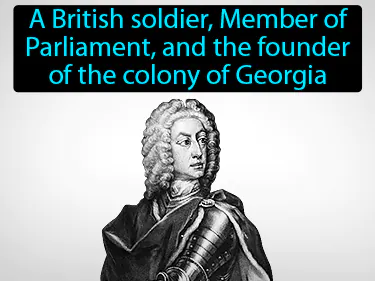 A British soldier, Member of
Parliament, and the founder
of the colony of Georgia